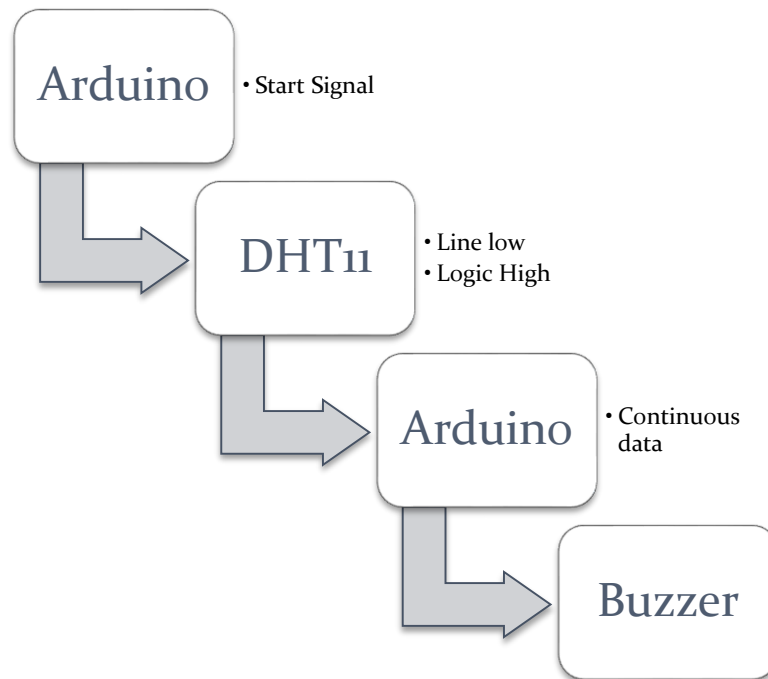 Arduino
• Start Signal
DHT11
• Line low
• Logic High
Arduino
• Continuous
data
Buzzer